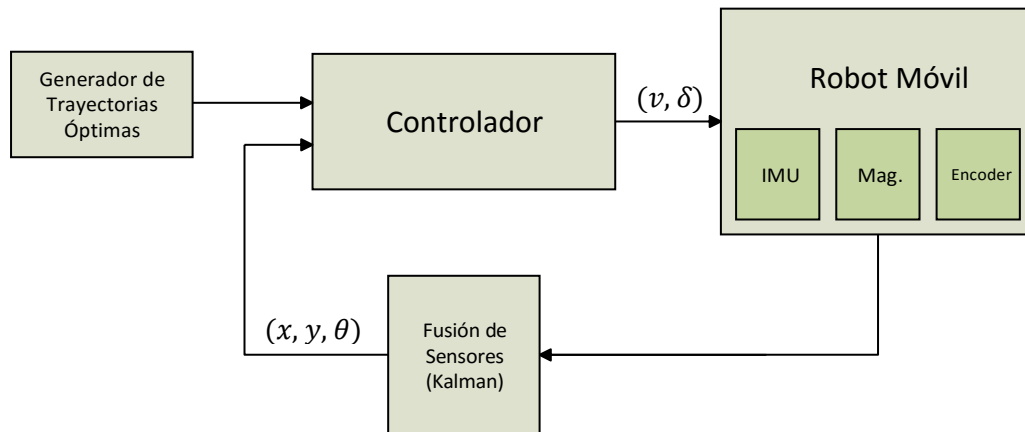 Generador de
Trayectorias
Óptimas
Controlador
(v, δ)
Robot Móvil
IMU
Mag.
Encoder
(x, y, θ)
Fusión de
Sensores
(Kalman)